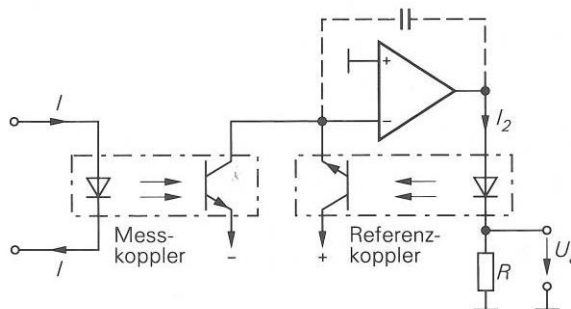 +
−
I
I₂
I
Mess-
koppler
−
+
Referenz-
koppler
R